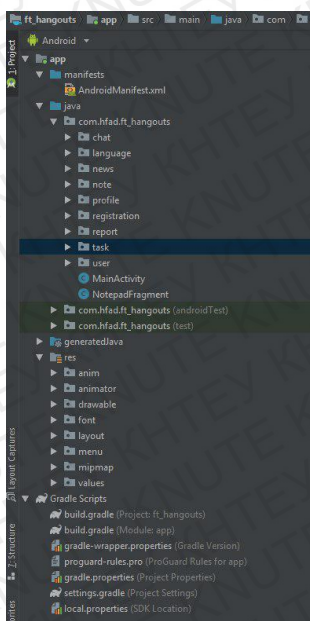 ft_hangouts app src main java com
Android
1: Project
app
manifests
AndroidManifest.xml
java
com.hfad.ft_hangouts
chat
language
news
note
profile
registration
report
task
user
MainActivity
NotepadFragment
com.hfad.ft_hangouts (androidTest)
com.hfad.ft_hangouts (test)
generatedJava
res
anim
animator
drawable
font
layout
menu
mipmap
values
Layout Captures
Gradle Scripts
build.gradle (Project: ft_hangouts)
build.gradle (Module: app)
gradle-wrapper.properties (Gradle Version)
proguard-rules.pro (ProGuard Rules for app)
gradle.properties (Project Properties)
settings.gradle (Project Settings)
local.properties (SDK Location)
Z: Structure
orites